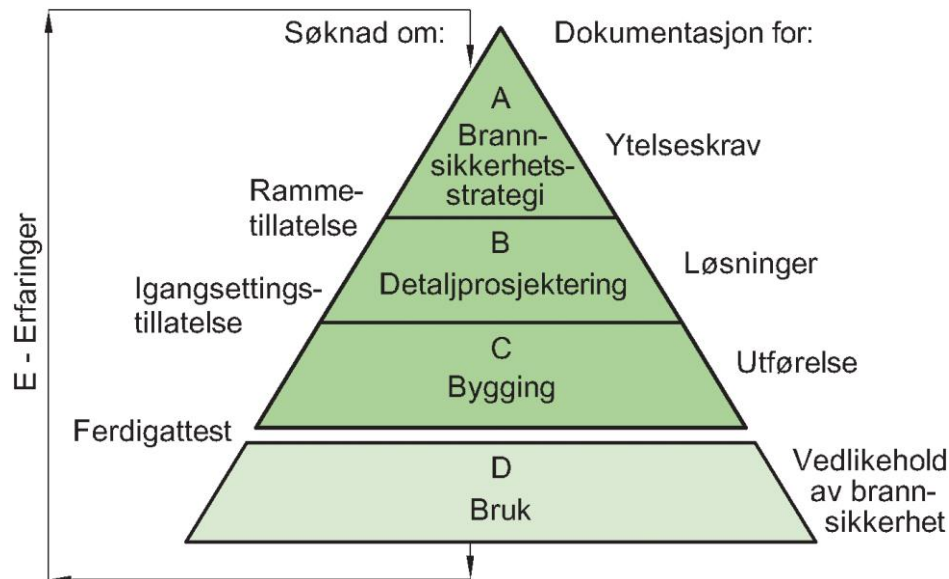 Søknad om:
Dokumentasjon for:
A
Brann-
sikkerhets-
strategi
Ytelseskrav
Ramme-
tillatelse
B
Detaljprosjektering
Løsninger
Igangsettings-
tillatelse
C
Bygging
Utførelse
Ferdigattest
D
Bruk
Vedlikehold
av brann-
sikkerhet
E - Erfaringer